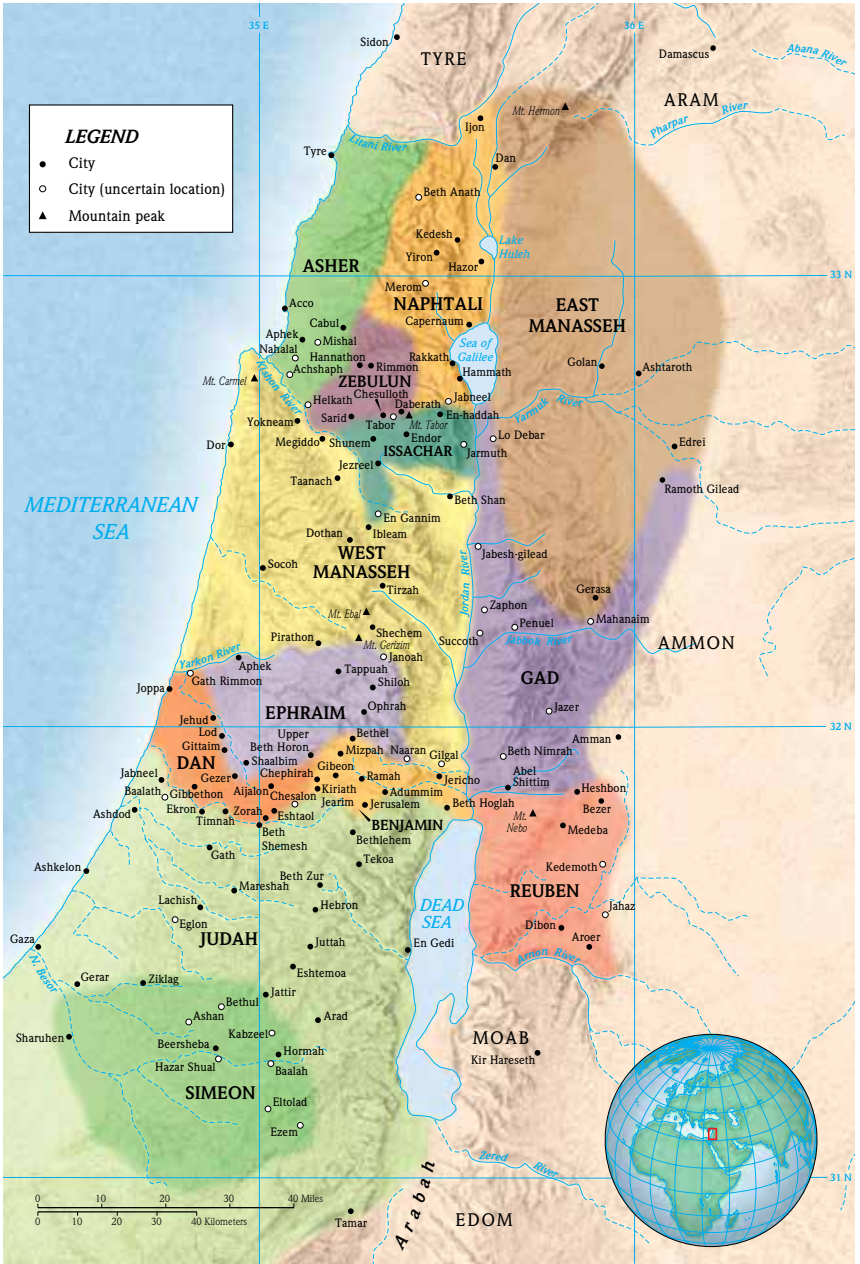 35 E
36 E
Sidon
TYRE
Damascus
Abana River
ARAM
Mt. Hermon
Pharpar River
LEGEND
City
City (uncertain location)
Mountain peak
Ijon
Litani River
Tyre
Dan
Beth Anath
Kedesh
Lake
Huleh
Yiron
Hazor
ASHER
33 N
Merom
NAPHTALI
EAST
MANASSEH
Acco
Cabul
Capernaum
Aphek
Mishal
Nahalal
Sea of
Galilee
Hannathon
Rimmon
Rakkath
Golan
Ashtaroth
Achshaph
Hammath
Mt. Carmel
Kishon River
ZEBULUN
Chesulloth
Helkath
Daberath
Jabneel
Yarmuk River
Sarid
Tabor
En-haddah
Yokneam
Mt. Tabor
Dor
Megiddo
Shunem
Endor
Lo Debar
Edrei
ISSACHAR
Jarmuth
Jezreel
Taanach
Ramoth Gilead
MEDITERRANEAN
SEA
Beth Shan
En Gannim
Ibleam
Dothan
WEST
MANASSEH
Jabesh-gilead
Socoh
Tirzah
Jordan River
Gerasa
Mt. Ebal
Zaphon
Mahanaim
Shechem
Penuel
Pirathon
Mt. Gerizim
Succoth
Jabbok River
AMMON
Yarkon River
Janoah
Aphek
Gath Rimmon
Tappuah
GAD
Joppa
Shiloh
EPHRAIM
Ophrah
Jazer
Jehud
32 N
Lod
Bethel
Amman
Gittaim
Upper
Beth Horon
Mizpah
Naaran
Gilgal
Beth Nimrah
DAN
Shaalbim
Gibeon
Jabneel
Gezer
Chephirah
Ramah
Jericho
Abel
Shittim
Baalath
Gibbethon
Aijalon
Chesalon
Kiriath
Jearim
Adummim
Heshbon
Ashdod
Ekron
Zorah
Jerusalem
Beth Hoglah
Bezer
Timnah
Eshtaol
BENJAMIN
Mt.
Nebo
Beth
Shemesh
Bethlehem
Medeba
Gath
Tekoa
Ashkelon
Kedemoth
Beth Zur
Mareshah
REUBEN
DEAD
SEA
Lachish
Hebron
Jahaz
Eglon
Dibon
JUDAH
Gaza
Juttah
En Gedi
Aroer
Arnon River
N. Besor
Eshtemoa
Gerar
Ziklag
Jattir
Bethul
Ashan
Arad
Sharuhen
Kabzeel
MOAB
Beersheba
Hormah
Kir Hareseth
Hazar Shual
Baalah
SIMEON
Eltolad
Ezem
Zered River
31 N
0 10 20 30 40 Miles
0 10 20 30 40 Kilometers
Tamar
Arabah
EDOM